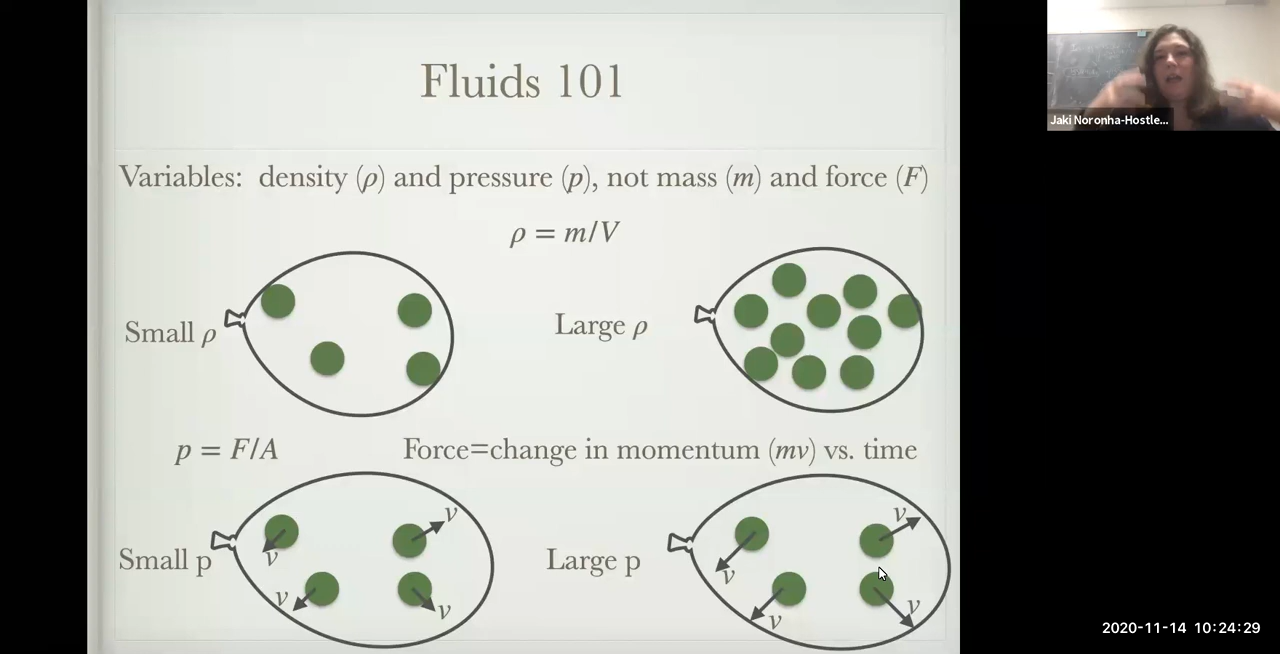 Fluids 101
Jaki Noronha-Hostle...
Variables: density (ρ) and pressure (p), not mass (m) and force (F)
ρ = m/V
Small ρ
Large ρ
p = F/A
Force=change in momentum (mv) vs. time
Small p
v
v
v
v
Large p
v
v
v
v
2020-11-14 10:24:29